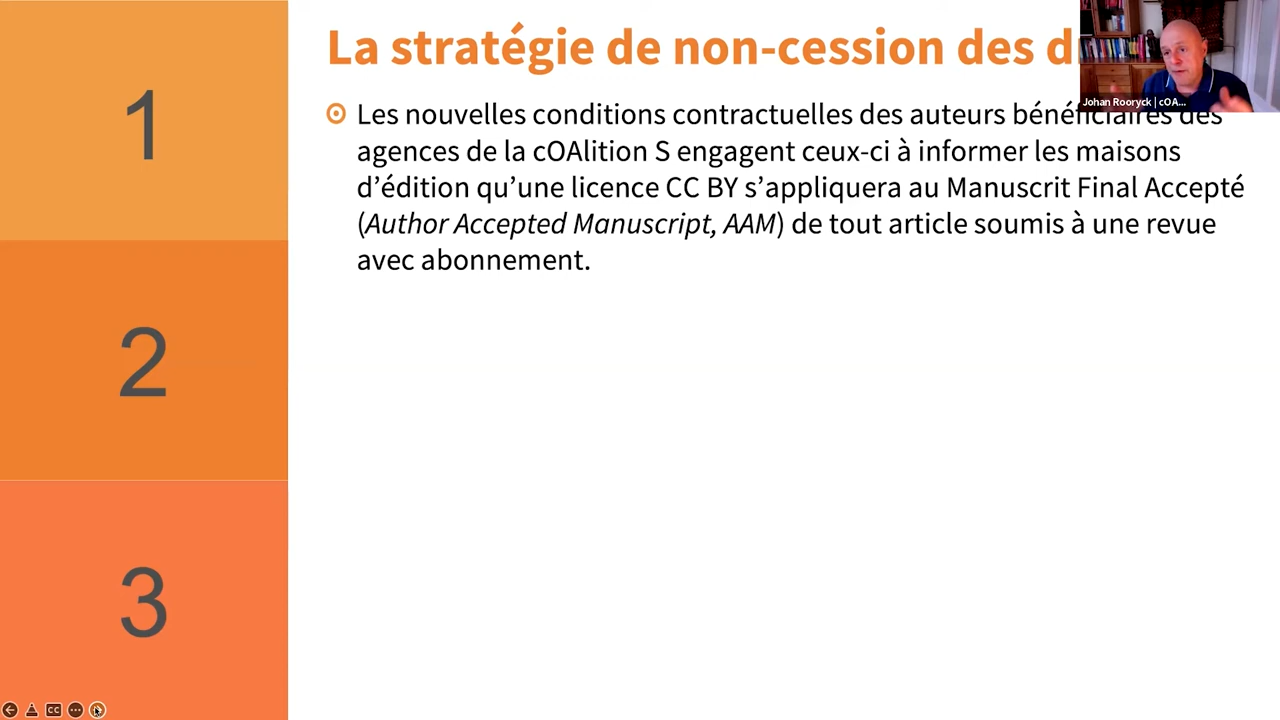 1
2
3
La stratégie de non-cession des
Les nouvelles conditions contractuelles des auteurs bénéficiaires des
agences de la cOAlition S engagent ceux-ci à informer les maisons
d’édition qu’une licence CC BY s’appliquera au Manuscrit Final Accepté
(Author Accepted Manuscript, AAM) de tout article soumis à une revue
avec abonnement.
Johan Rooryck | cOA...
CC